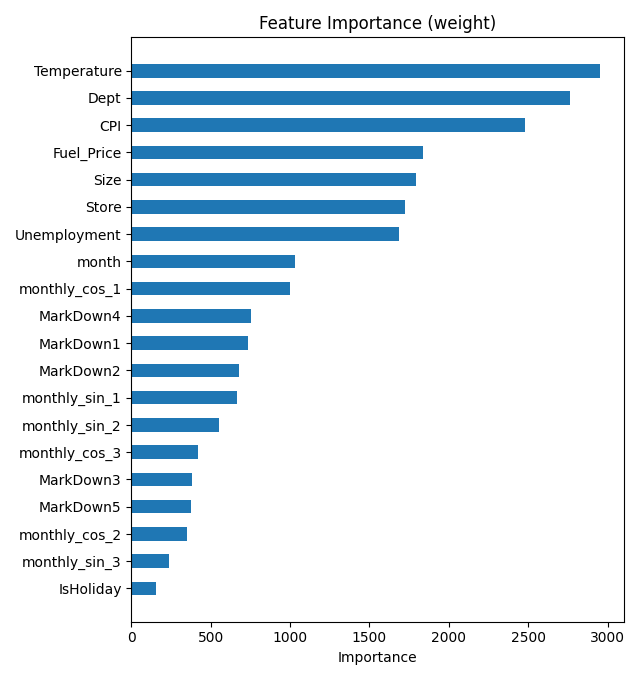 Feature Importance (weight)
Temperature
Dept
CPI
Fuel_Price
Size
Store
Unemployment
month
monthly_cos_1
MarkDown4
MarkDown1
MarkDown2
monthly_sin_1
monthly_sin_2
monthly_cos_3
MarkDown3
MarkDown5
monthly_cos_2
monthly_sin_3
IsHoliday
0 500 1000 1500 2000 2500 3000
Importance